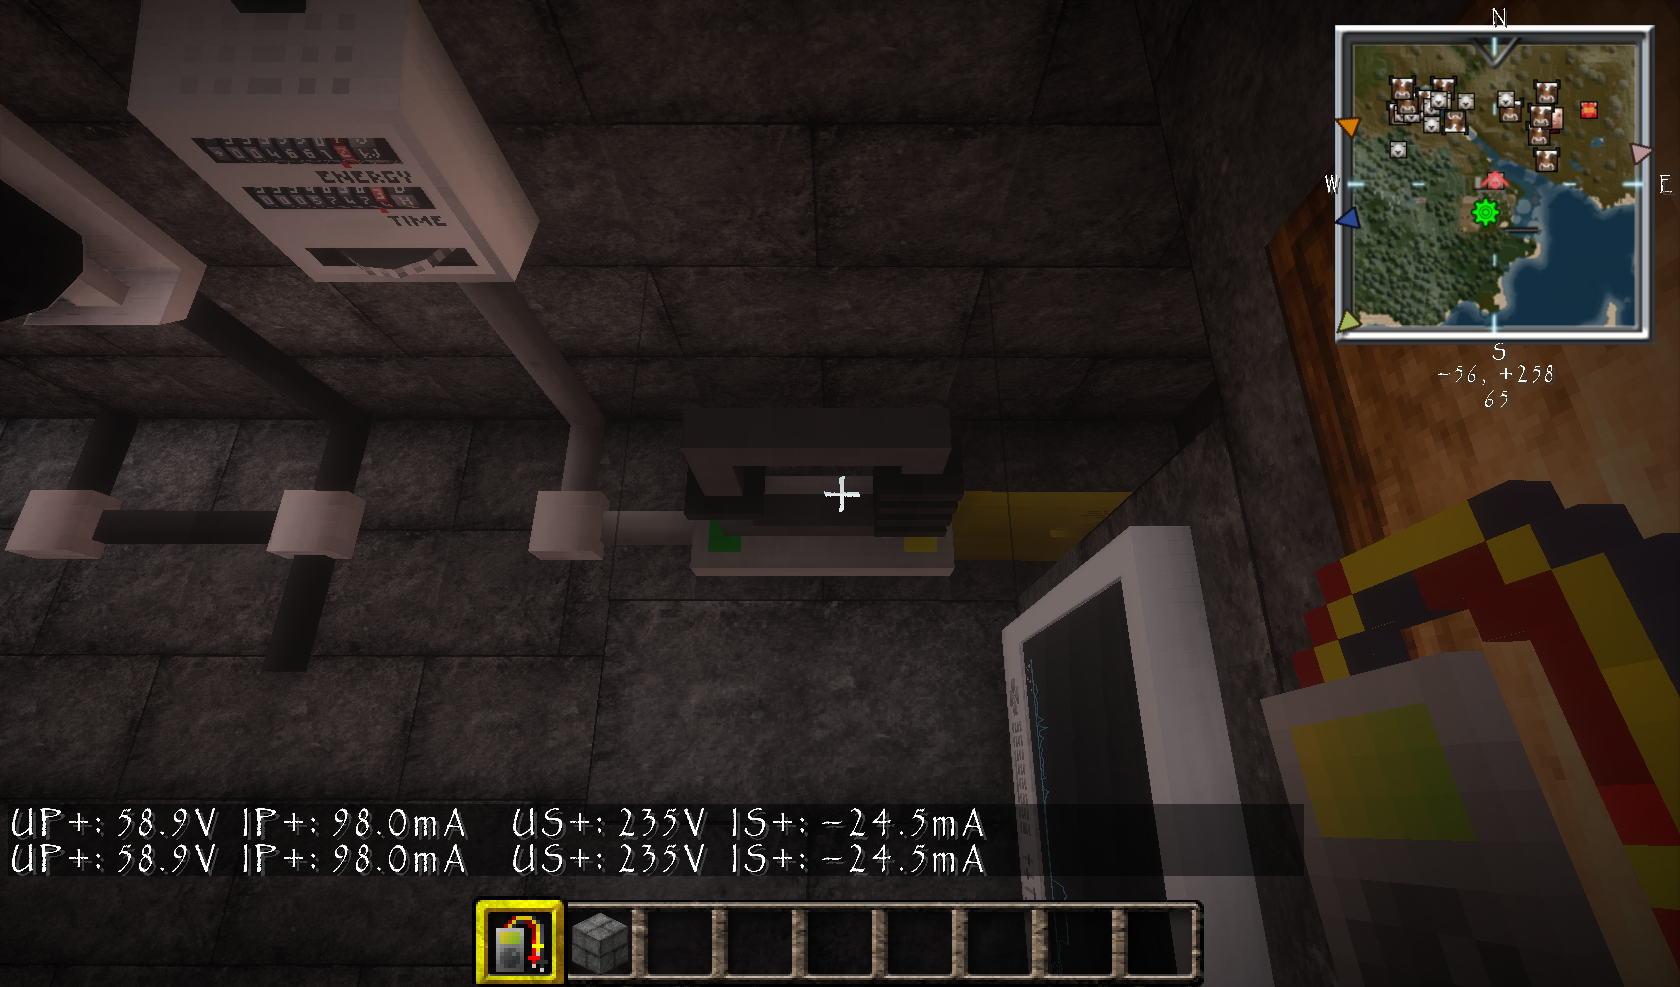 N
W
E
S
-56, +258
65
ENERGY
TIME
UP+: 58.9V IP+: 98.0mA US+: 235V IS+: -24.5mA
UP+: 58.9V IP+: 98.0mA US+: 235V IS+: -24.5mA